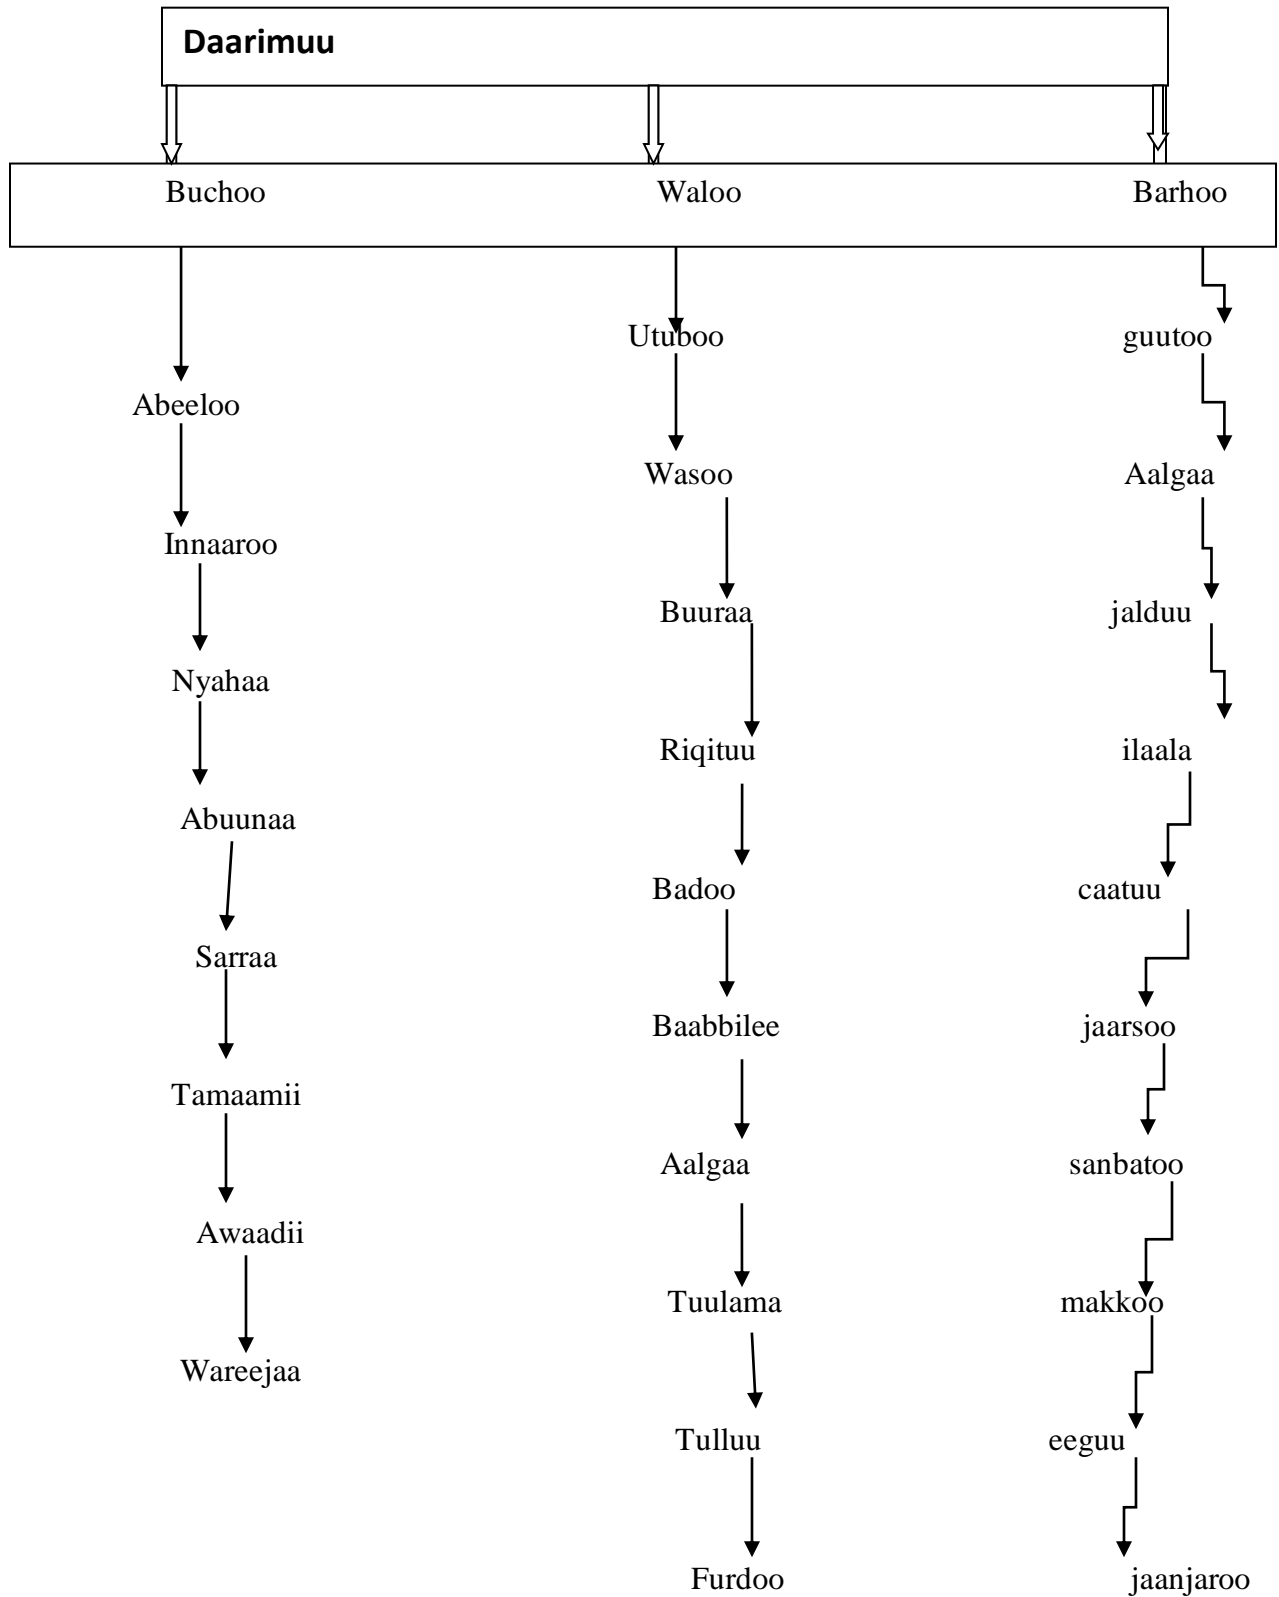 Daarimuu
Buchoo Waloo Barhoo
Utuboo guutoo
Abeeloo
Wasoo Aalgaa
Innaaroo
Buuraa jalduu
Nyahaa
Riqituu ilaala
Abuunaa
Badoo caatuu
Sarraa
Baabbilee jaarsoo
Tamaamii
Aalgaa sanbatoo
Awaadii
Tuulama makkoo
Wareejaa
Tulluu eeguu
Furdoo jaanjaroo